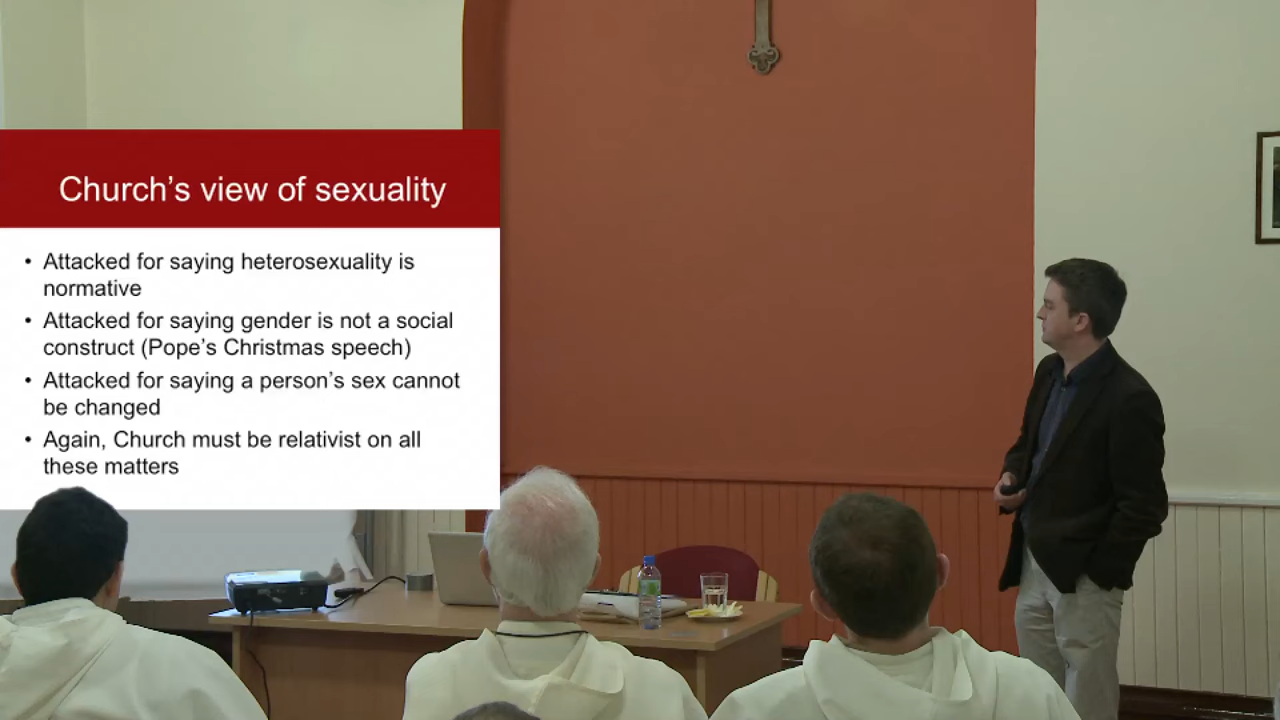 Church's view of sexuality
• Attacked for saying heterosexuality is
normative
• Attacked for saying gender is not a social
construct (Pope's Christmas speech)
• Attacked for saying a person's sex cannot
be changed
• Again, Church must be relativist on all
these matters